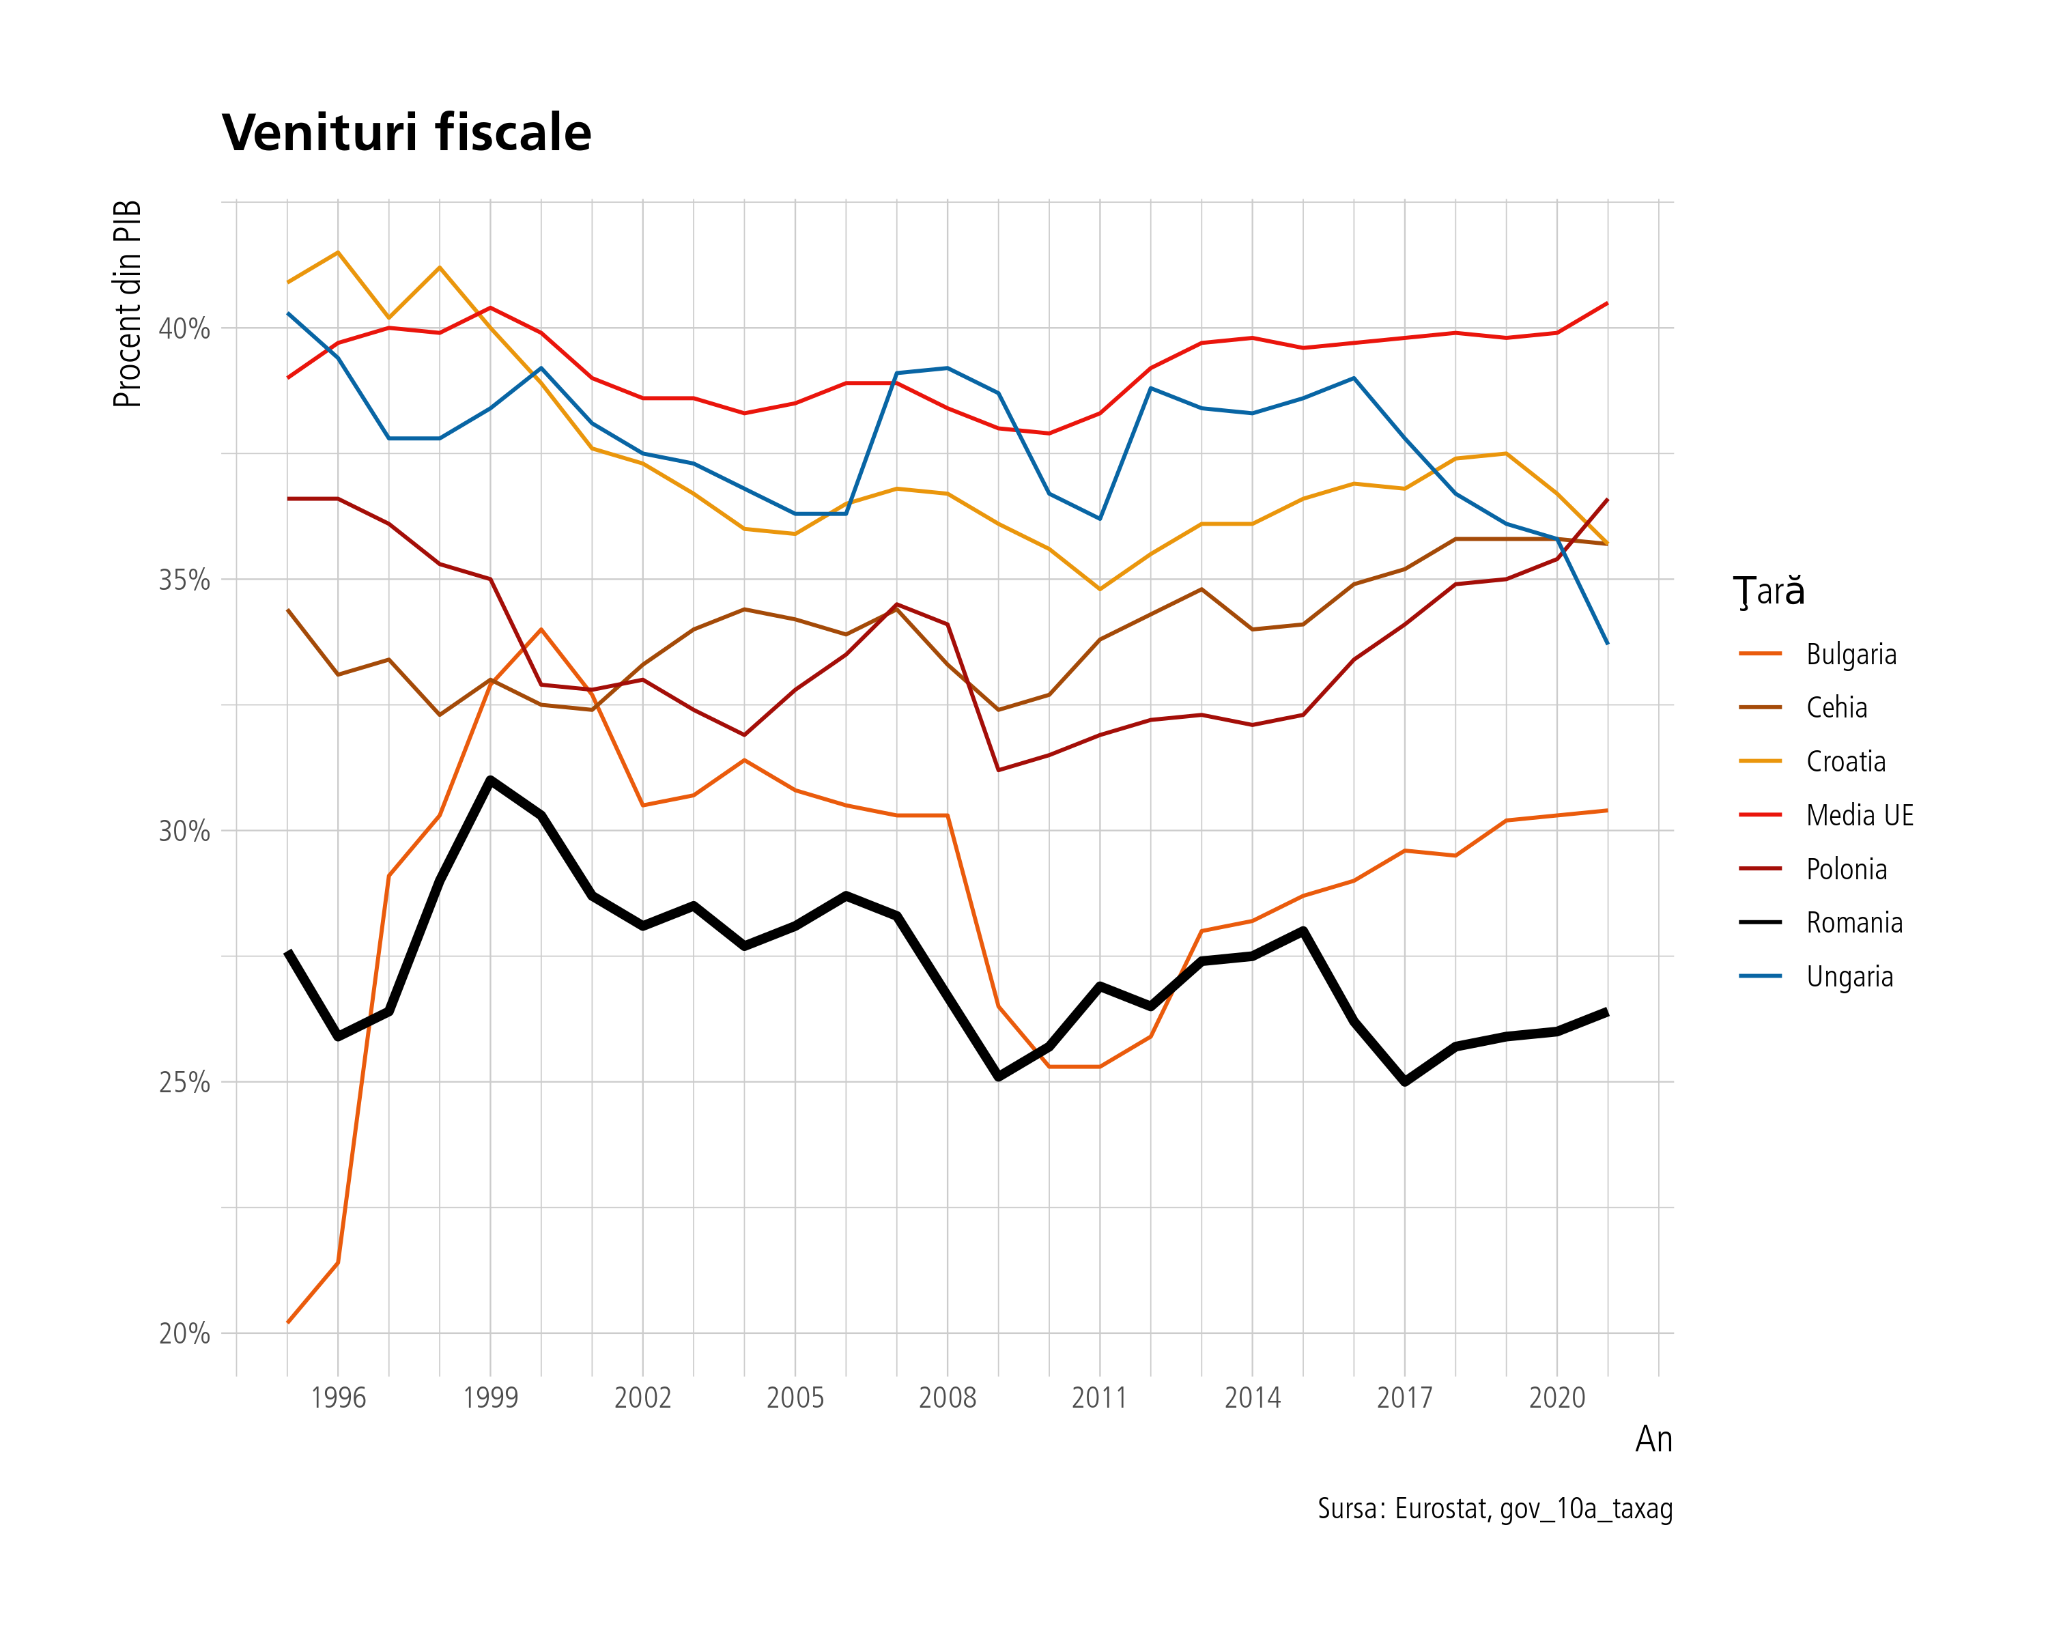 Venituri fiscale
Procent din PIB
40%
35%
30%
25%
20%
1996 1999 2002 2005 2008 2011 2014 2017 2020
An
Ţară
Bulgaria
Cehia
Croatia
Media UE
Polonia
Romania
Ungaria
Sursa: Eurostat, gov_10a_taxag